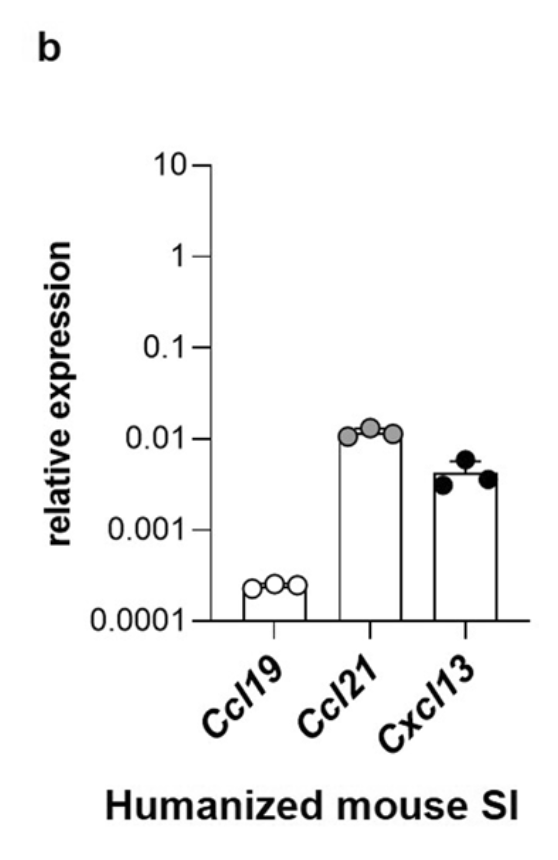 b
relative expression
10
1
0.1
0.01
0.001
0.0001
Ccl19
Ccl21
Cxcl13
Humanized mouse SI